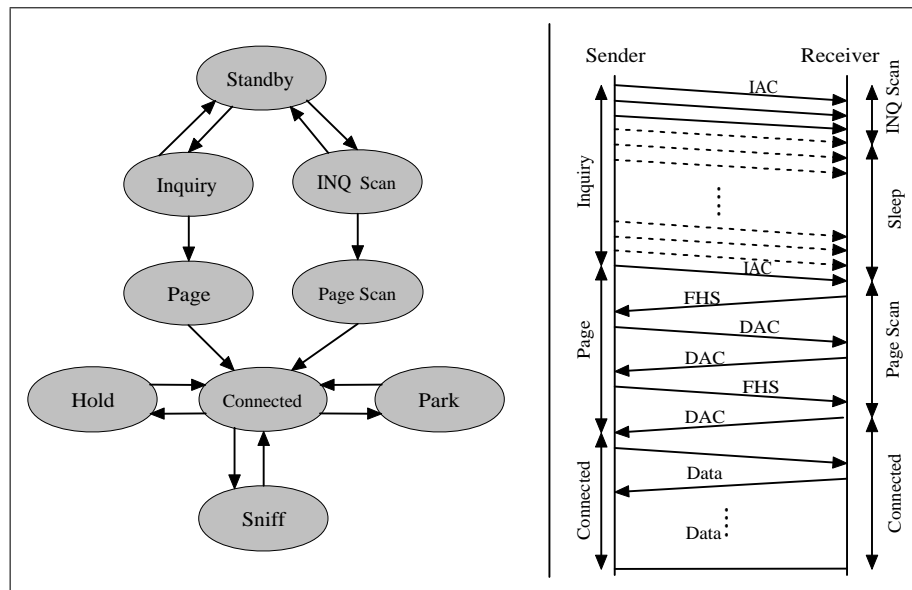 Standby
Inquiry
INQ Scan
Page
Page Scan
Hold
Connected
Park
Sniff
Sender
Receiver
IAC
INQ Scan
Inquiry
Sleep
IAC
FHS
DAC
Page
DAC
Page Scan
FHS
DAC
Connected
Data
Connected
Data